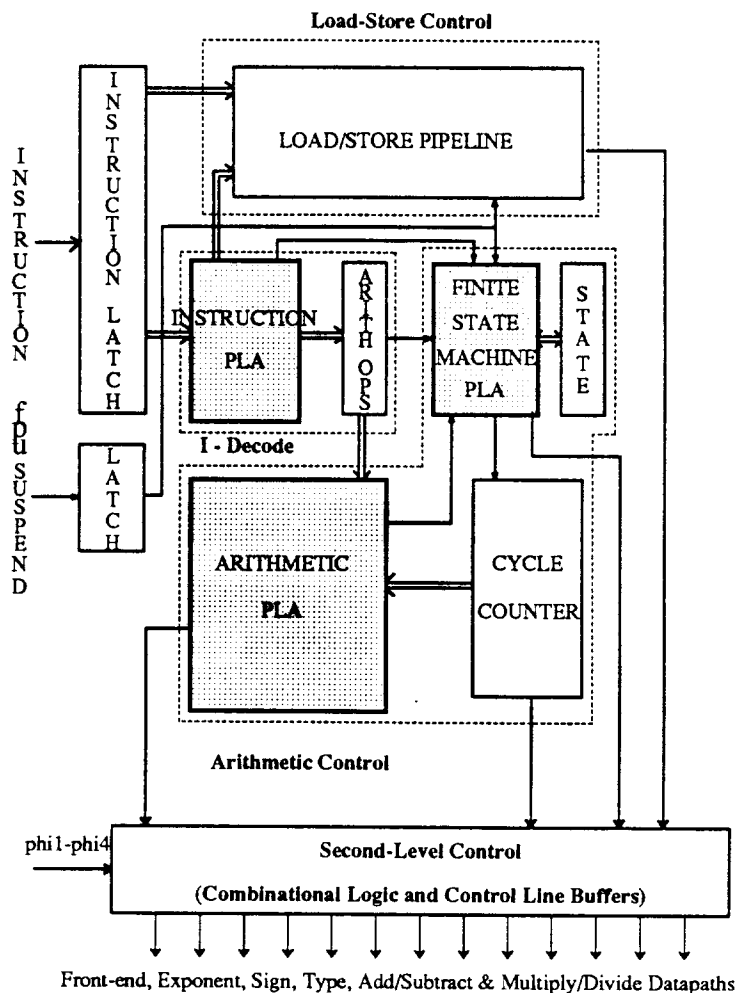 Load-Store Control
INSTRUCTION
fpu SUSPEND
INSTRUCTION LATCH
LATCH
LOAD/STORE PIPELINE
INSTRUCTION
PLA
ARITH OPS
FINITE
STATE
MACHINE
PLA
STATE
I - Decode
ARITHMETIC
PLA
CYCLE
COUNTER
Arithmetic Control
phi1-phi4
Second-Level Control
(Combinational Logic and Control Line Buffers)
Front-end, Exponent, Sign, Type, Add/Subtract & Multiply/Divide Datapaths